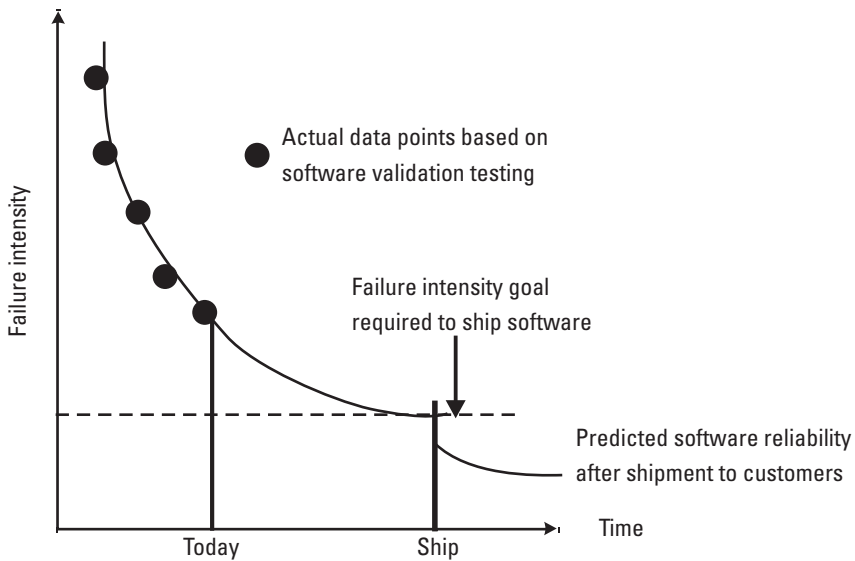 Failure intensity
Actual data points based on
software validation testing
Failure intensity goal
required to ship software
Predicted software reliability
after shipment to customers
Time
Today
Ship